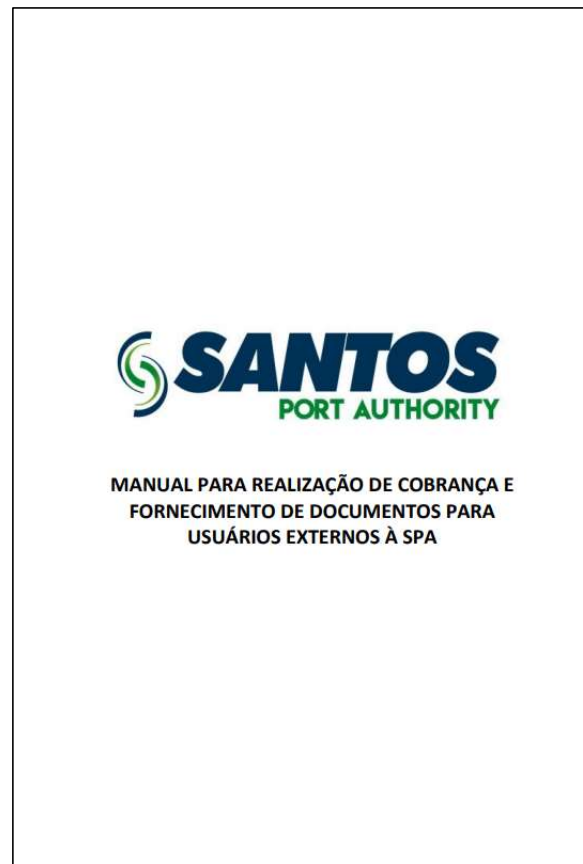 SANTOS
PORT AUTHORITY
MANUAL PARA REALIZAÇÃO DE COBRANÇA E
FORNECIMENTO DE DOCUMENTOS PARA
USUÁRIOS EXTERNOS À SPA